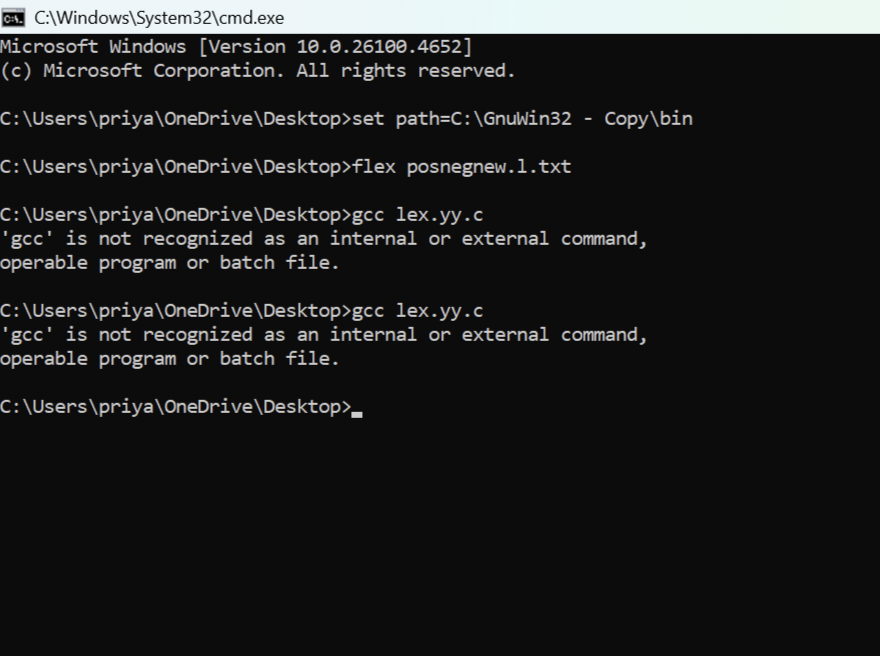 C:\Windows\System32\cmd.exe
Microsoft Windows [Version 10.0.26100.4652]
(c) Microsoft Corporation. All rights reserved.
C:\Users\priya\OneDrive\Desktop>set path=C:\GnuWin32 - Copy\bin
C:\Users\priya\OneDrive\Desktop>flex posnegnew.l.txt
C:\Users\priya\OneDrive\Desktop>gcc lex.yy.c
'gcc' is not recognized as an internal or external command,
operable program or batch file.
C:\Users\priya\OneDrive\Desktop>gcc lex.yy.c
'gcc' is not recognized as an internal or external command,
operable program or batch file.
C:\Users\priya\OneDrive\Desktop>